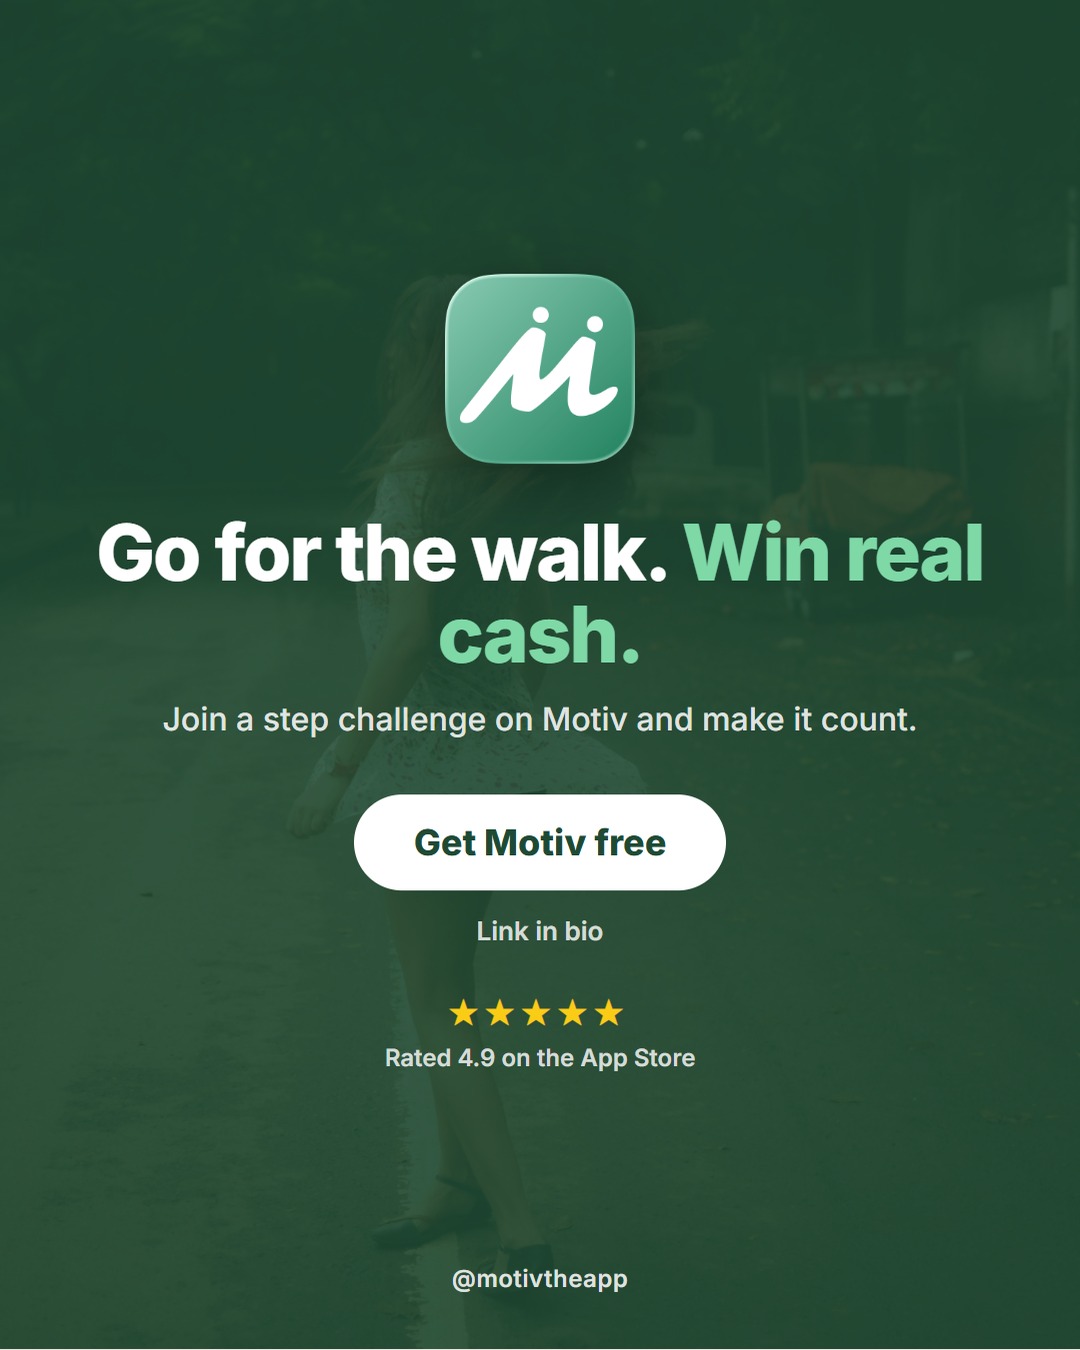 Go for the walk. Win real
cash.
Join a step challenge on Motiv and make it count.
Get Motiv free
Link in bio
★★★★★
Rated 4.9 on the App Store
@motivtheapp